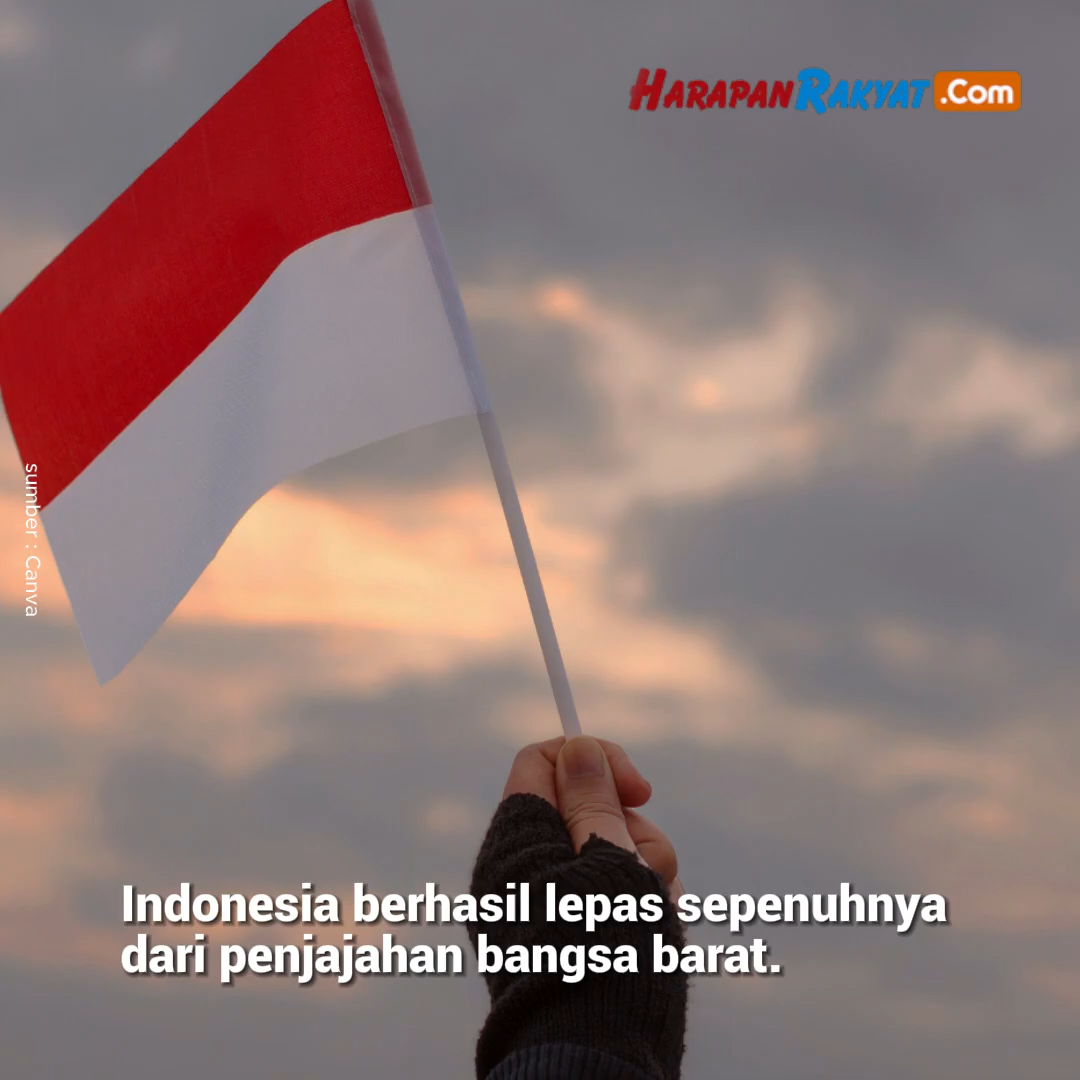 HARAPANRAKYAT.Com
sumber : Canva
Indonesia berhasil lepas sepenuhnya
dari penjajahan bangsa barat.